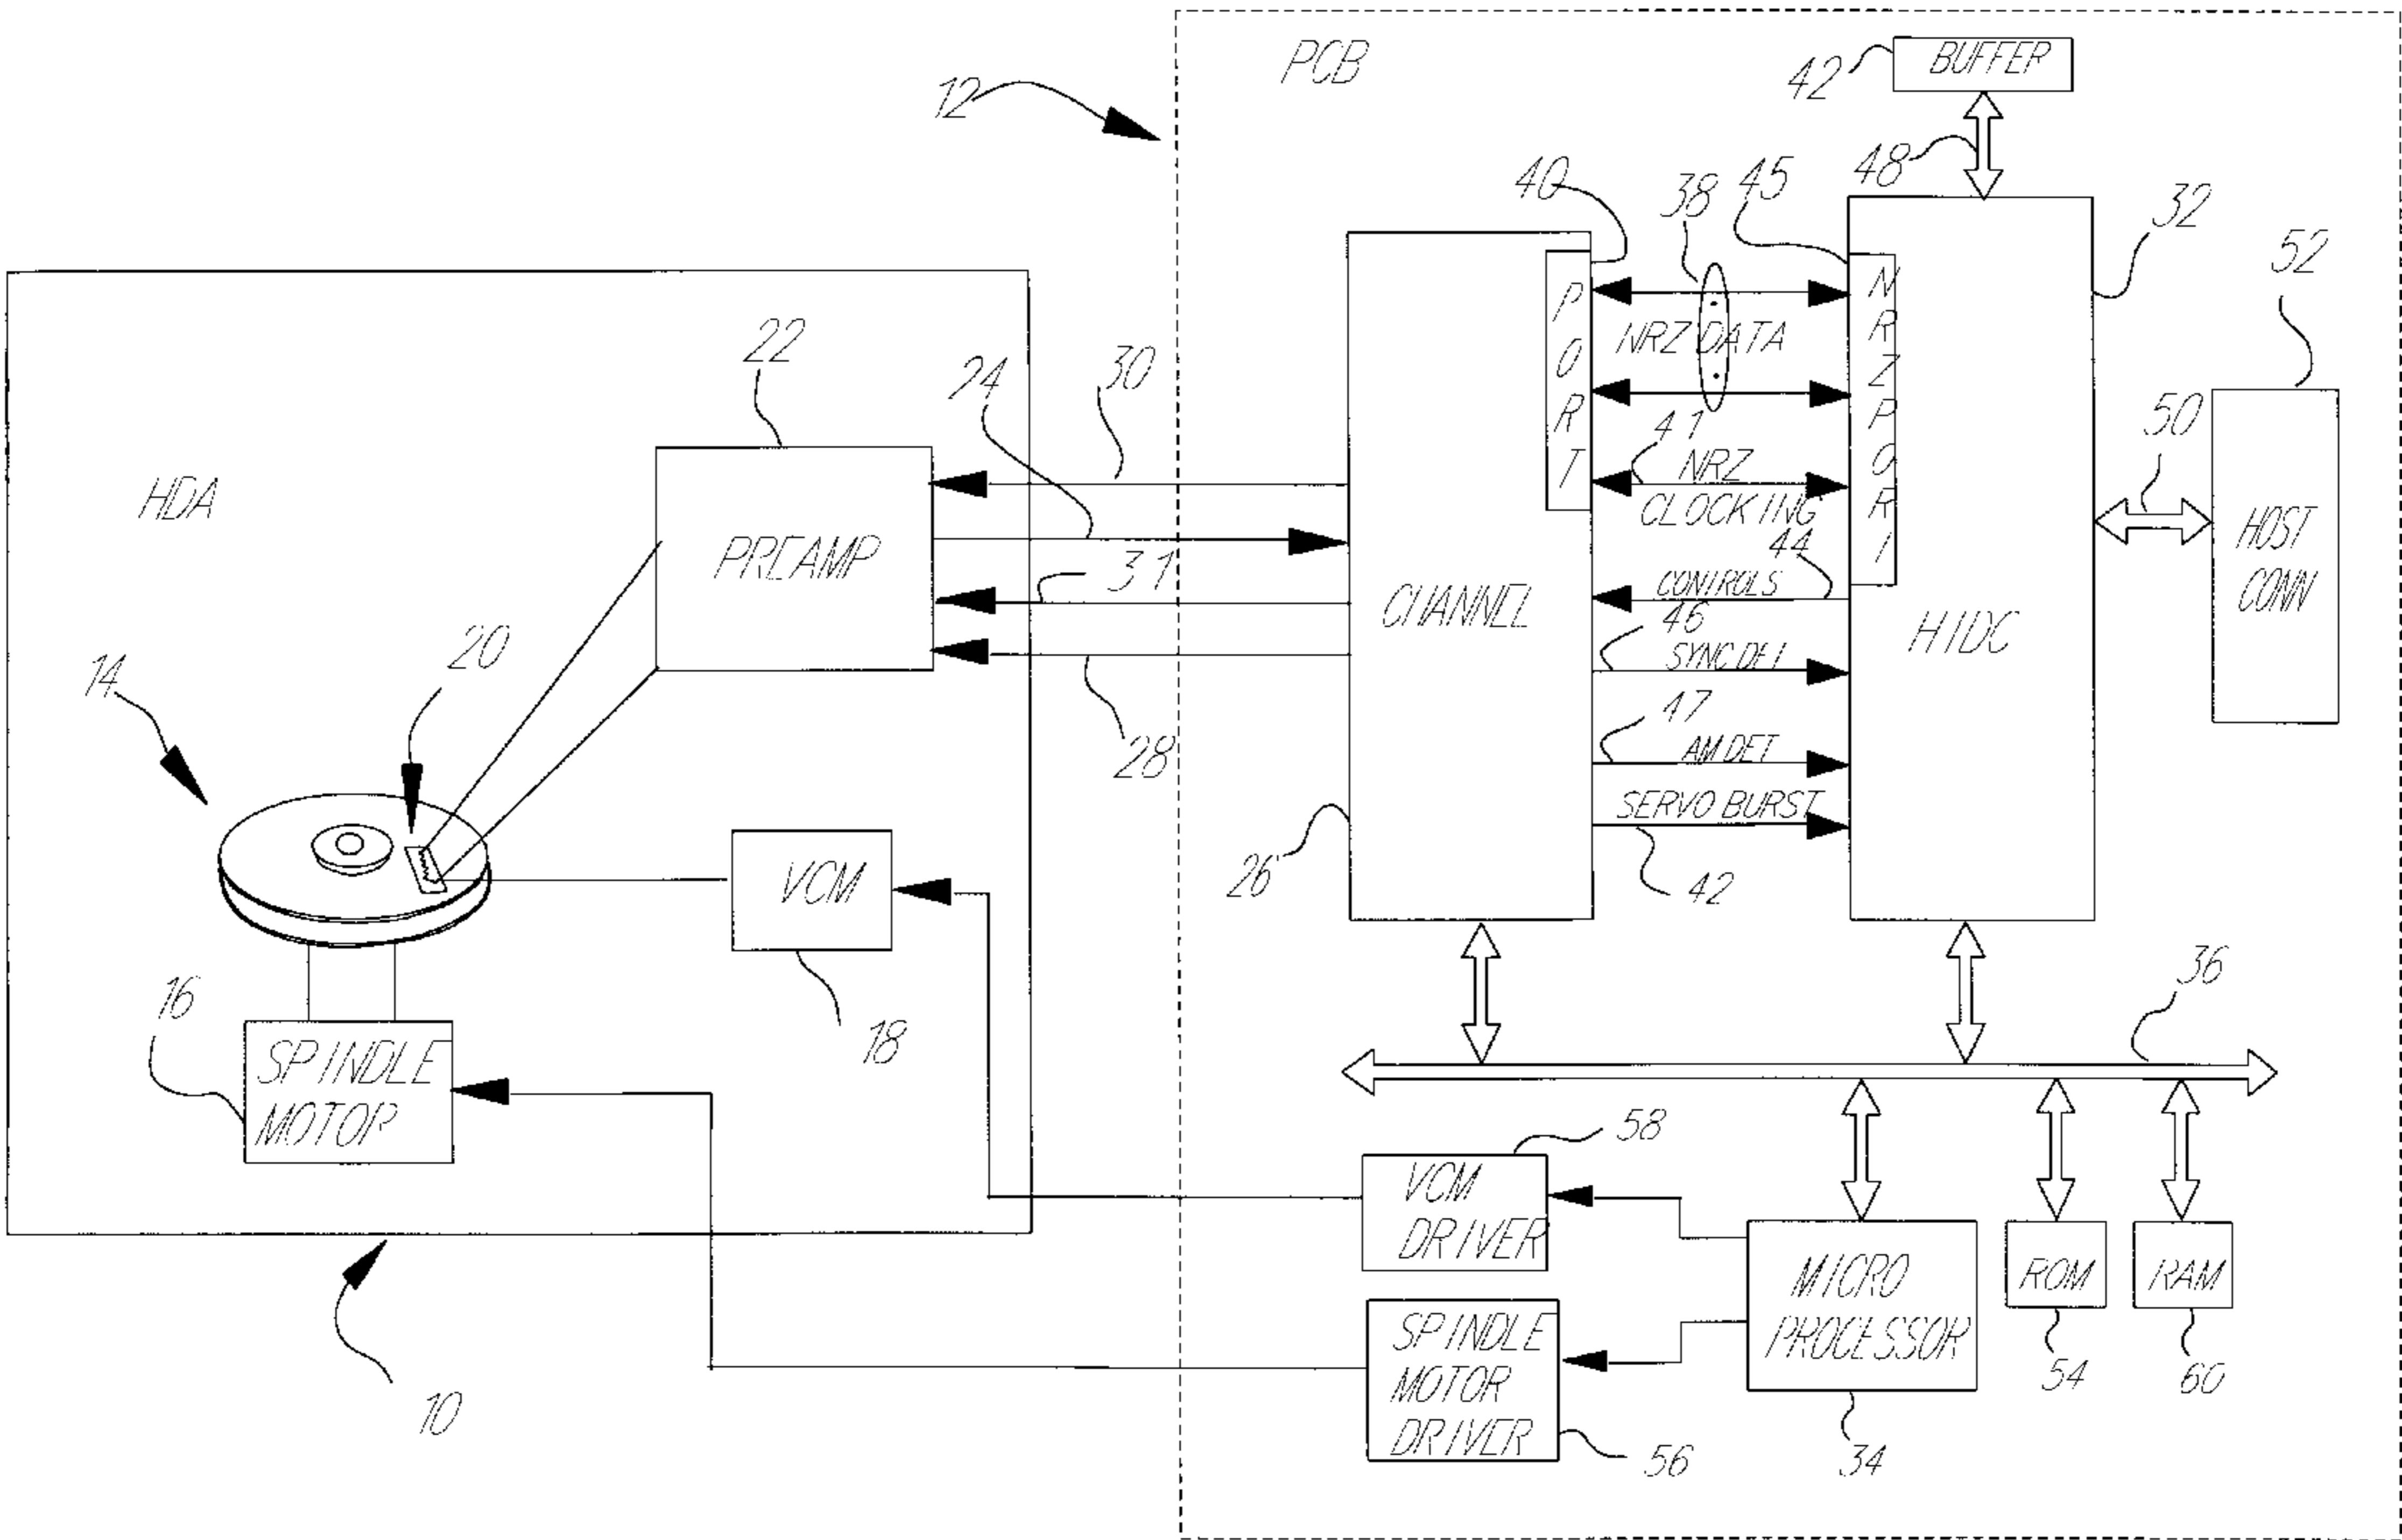 PCB
BUFFER
42
12
48
40
38
45
32
52
HDA
22
30
24
PORT
NRZ DATA
NRZ PORT
41
NRZ
CLOCKING
50
HOST
CONN
PREAMP
31
28
CHANNEL
44
CONTROLS
46
SYNC DET
HIDC
47
AM DET
SERVO BURST
42
26
14
20
VCM
18
16
SPINDLE
MOTOR
36
58
VCM
DRIVER
MICRO
PROCESSOR
34
ROM
54
RAM
60
SPINDLE
MOTOR
DRIVER
56
10